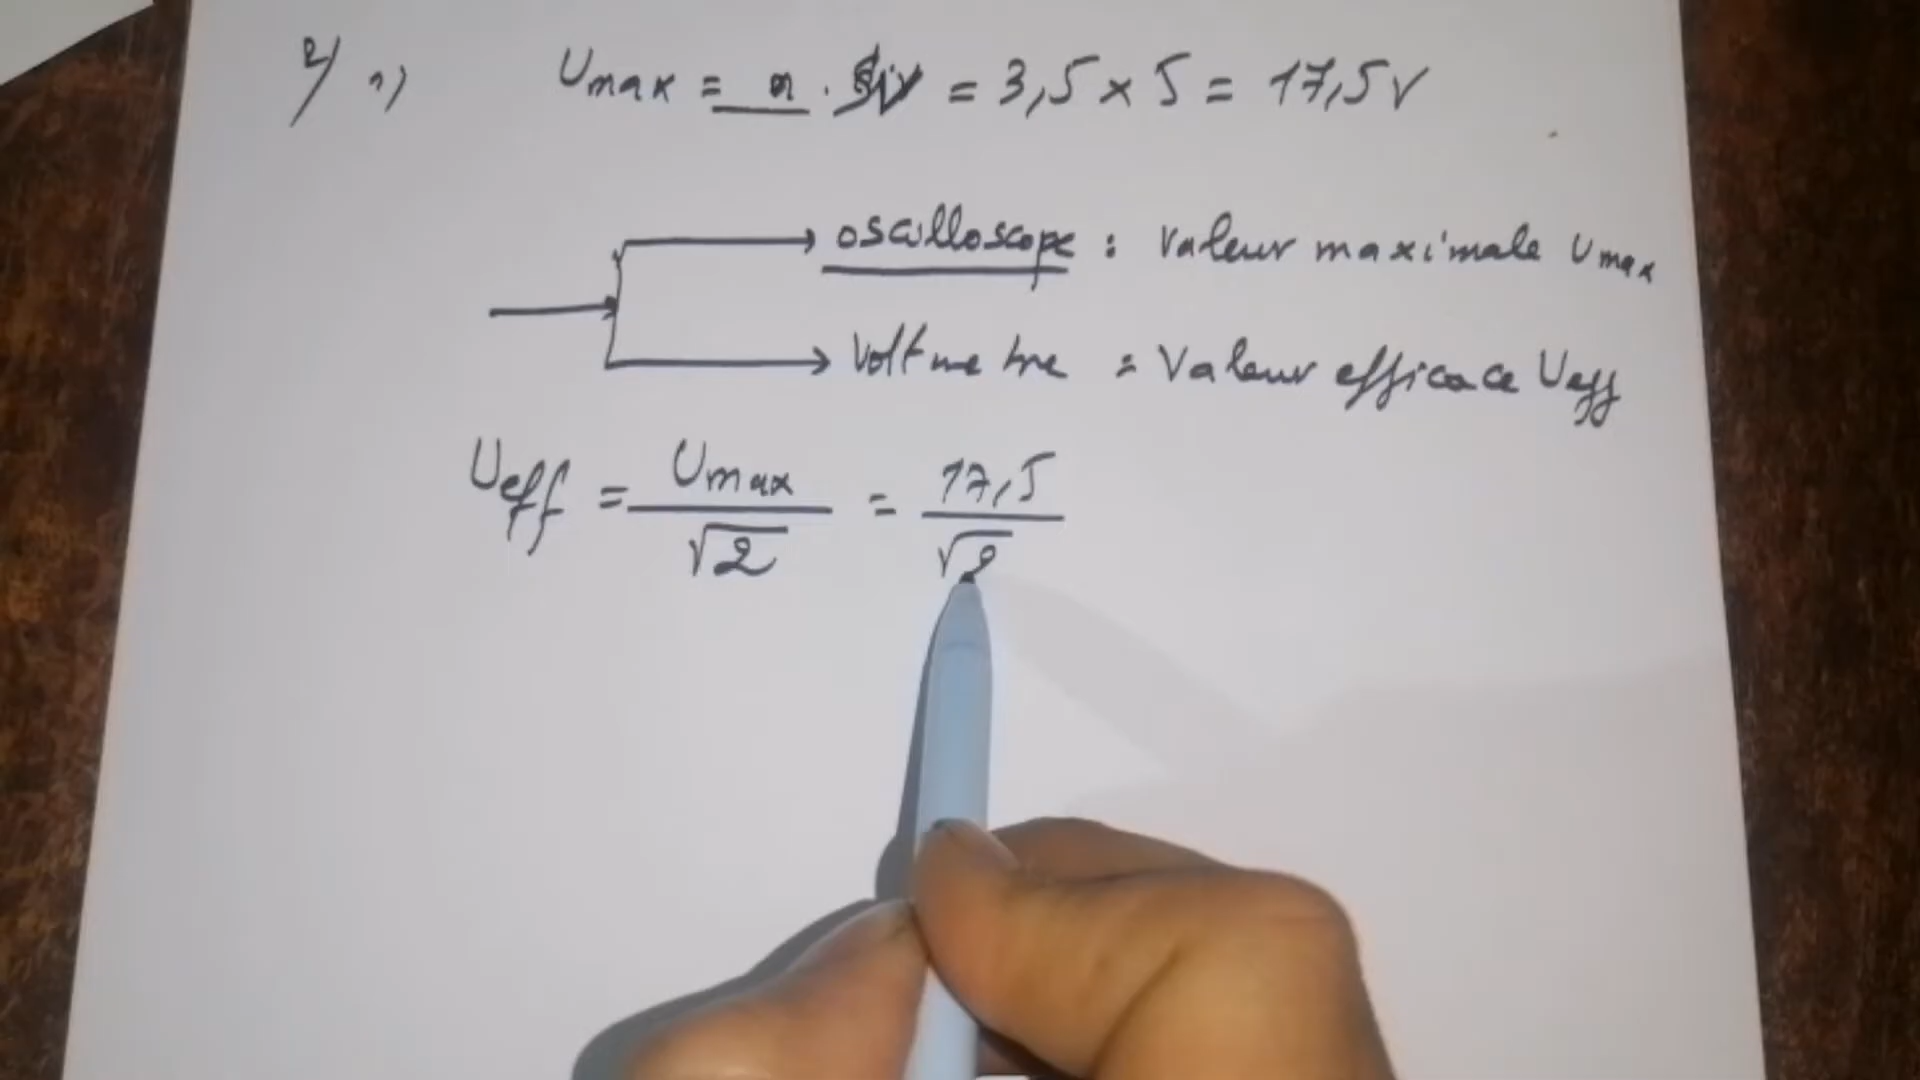 2/ 1) Umax = n . Sv = 3,5 x 5 = 17,5 V
oscilloscope : Valeur maximale Umax
Voltmetre : Valeur efficace Ueff
Ueff = Umax / √2 = 17,5 / √2